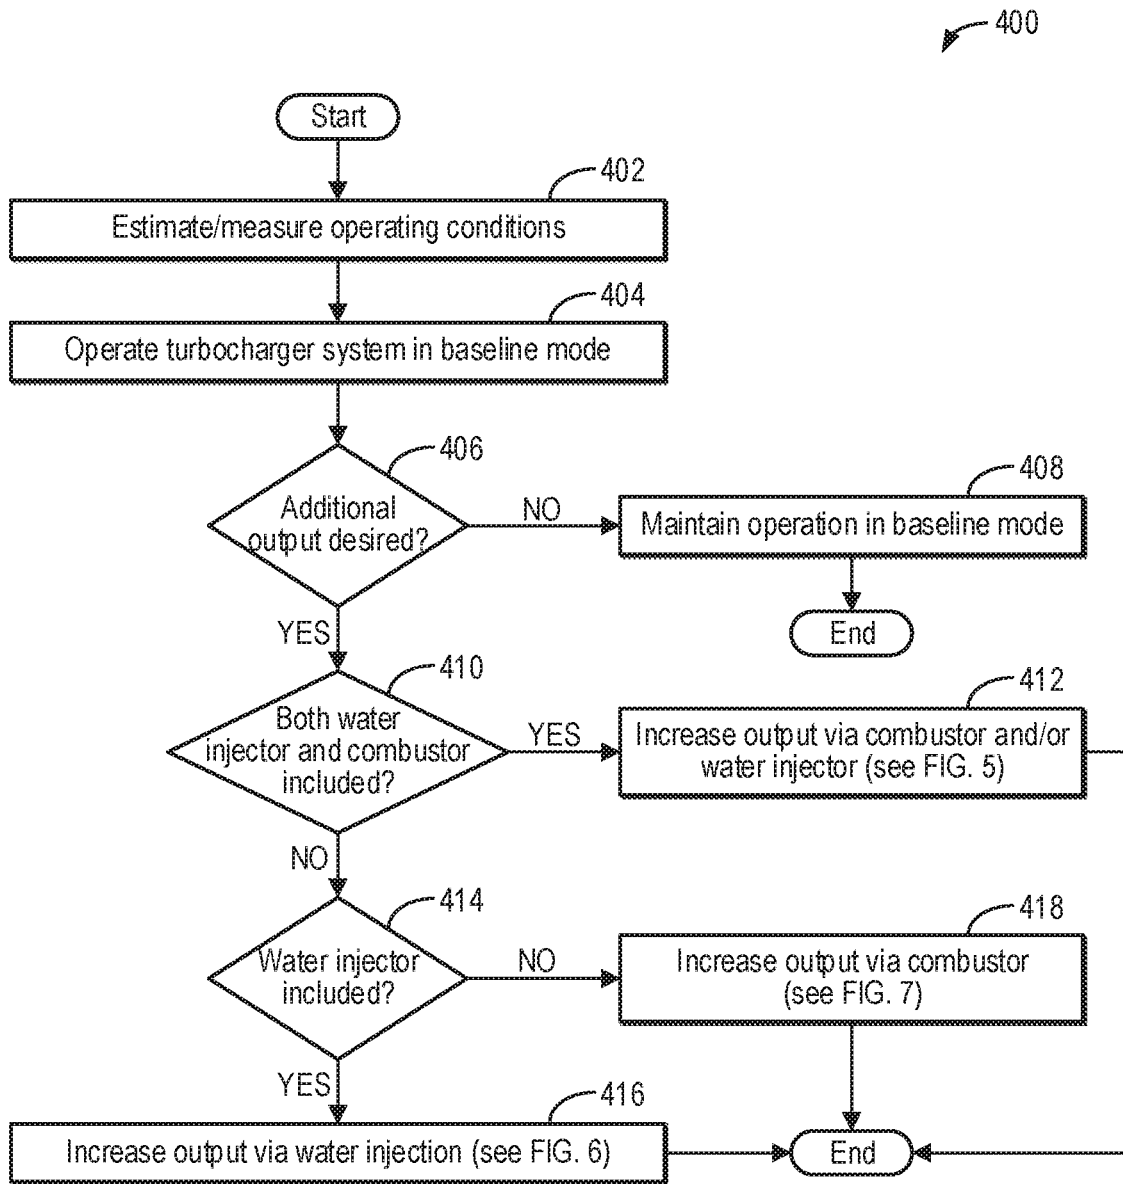 400
Start
402
Estimate/measure operating conditions
404
Operate turbocharger system in baseline mode
406
Additional
output desired?
NO
408
Maintain operation in baseline mode
End
YES
410
Both water
injector and combustor
included?
YES
412
Increase output via combustor and/or
water injector (see FIG. 5)
NO
414
Water injector
included?
NO
418
Increase output via combustor
(see FIG. 7)
YES
416
Increase output via water injection (see FIG. 6)
End